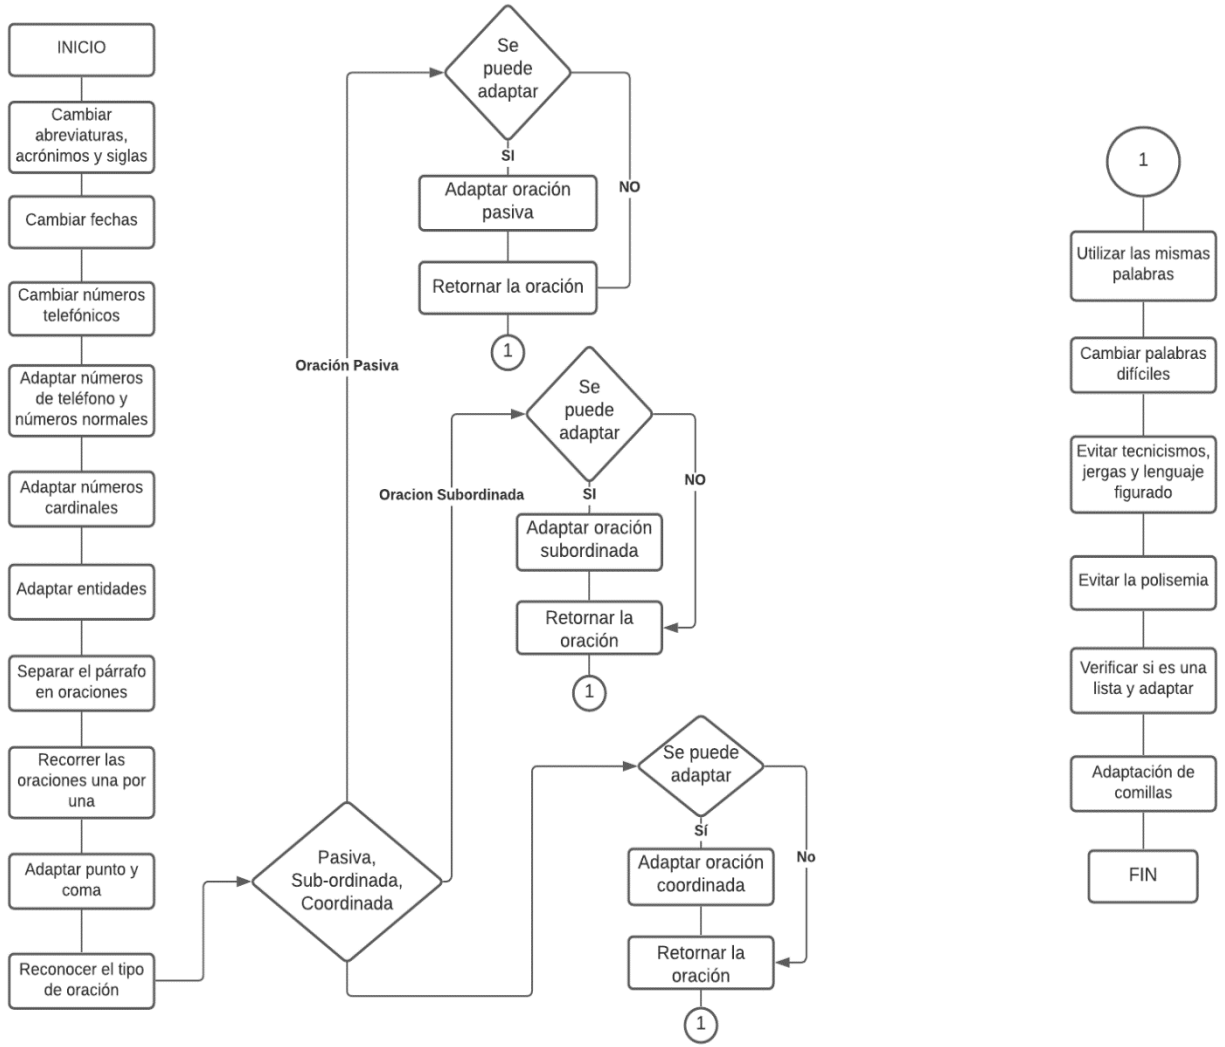 INICIO
Cambiar
abreviaturas,
acrónimos y siglas
Cambiar fechas
Cambiar números
telefónicos
Adaptar números
de teléfono y
números normales
Adaptar números
cardinales
Adaptar entidades
Separar el párrafo
en oraciones
Recorrer las
oraciones una por
una
Adaptar punto y
coma
Reconocer el tipo
de oración
Pasiva,
Sub-ordinada,
Coordinada
Oración Pasiva
Se
puede
adaptar
SI
NO
Adaptar oración
pasiva
Retornar la oración
1
Oracion Subordinada
Se
puede
adaptar
SI
NO
Adaptar oración
subordinada
Retornar la
oración
1
Se puede
adaptar
Sí
No
Adaptar oración
coordinada
Retornar la
oración
1
1
Utilizar las mismas
palabras
Cambiar palabras
difíciles
Evitar tecnicismos,
jergas y lenguaje
figurado
Evitar la polisemia
Verificar si es una
lista y adaptar
Adaptación de
comillas
FIN